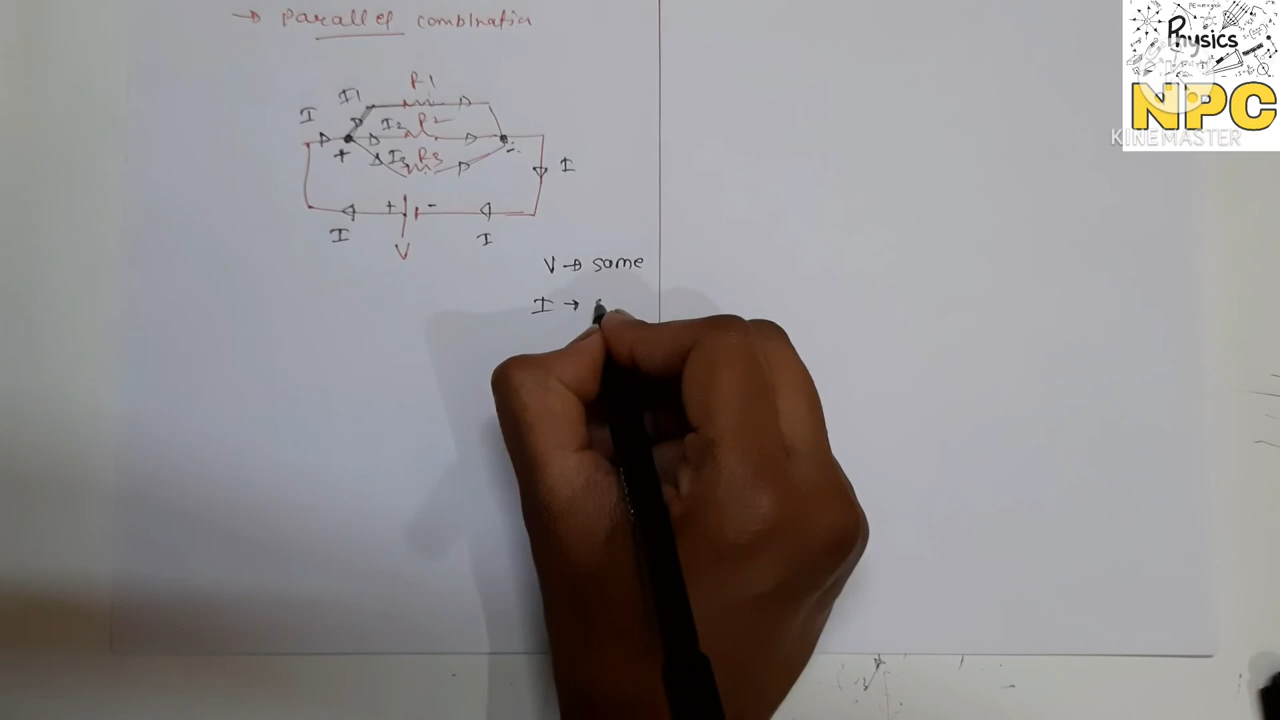 → Parallel combination
R1
I1
I
I2 R2
+ I3 R3 -
I
+ -
I
V
I
V → same
I →
Physics
NPC
KINEMASTER